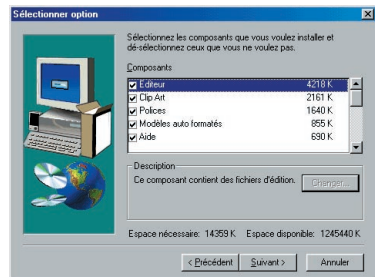 Sélectionner option
Sélectionnez les composants que vous voulez installer et
dé-sélectionnez ceux que vous ne voulez pas.
Composants
Editeur 4218 K
Clip Art 2161 K
Polices 1640 K
Modèles auto formatés 855 K
Aide 690 K
Description
Ce composant contient des fichiers d'édition.
Changer...
Espace nécessaire: 14359 K Espace disponible: 1245440 K
< Précédent Suivant > Annuler